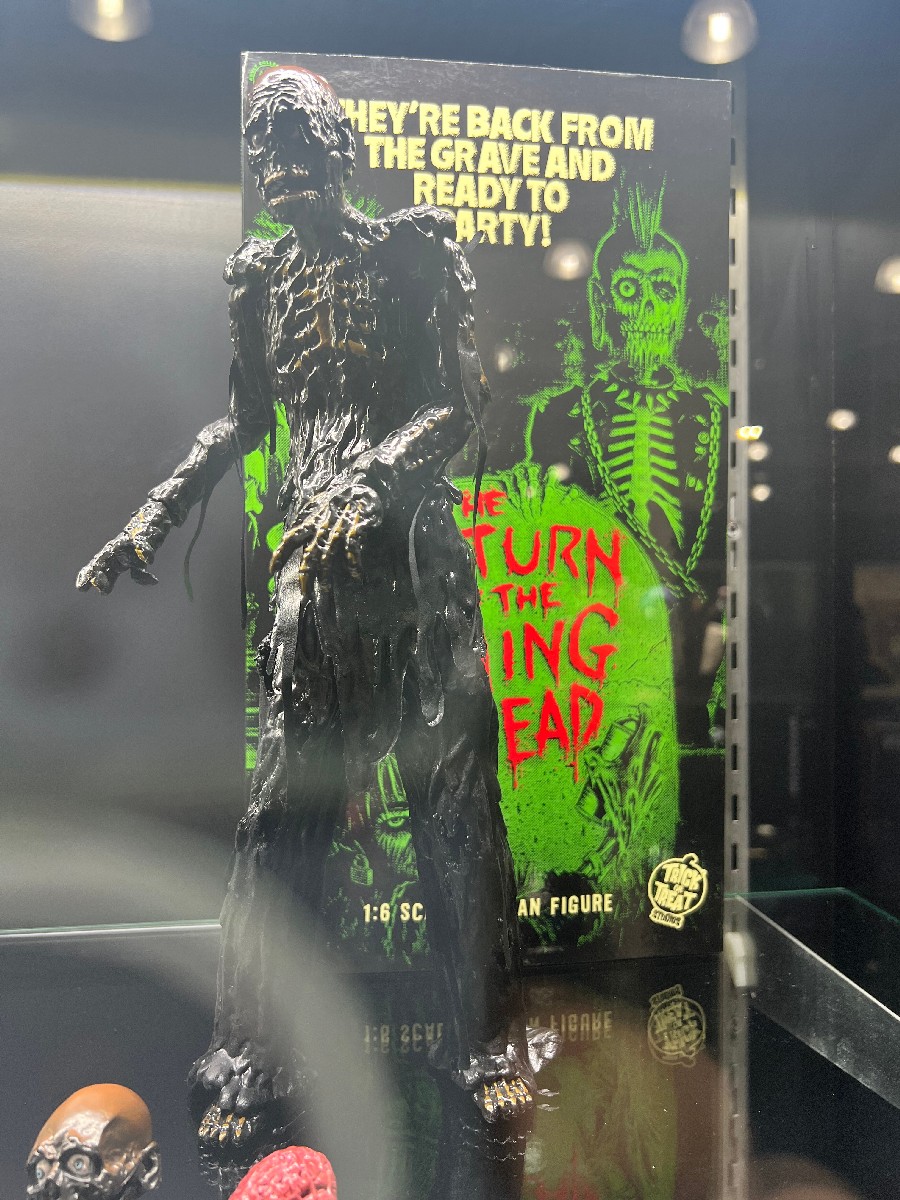 HEY'RE BACK FROM
THE GRAVE AND
READY TO
ARTY!
HE
TURN
THE
ING
EAD
1:6 SC
AN FIGURE
TRICK
OR
TREAT
STUDIOS